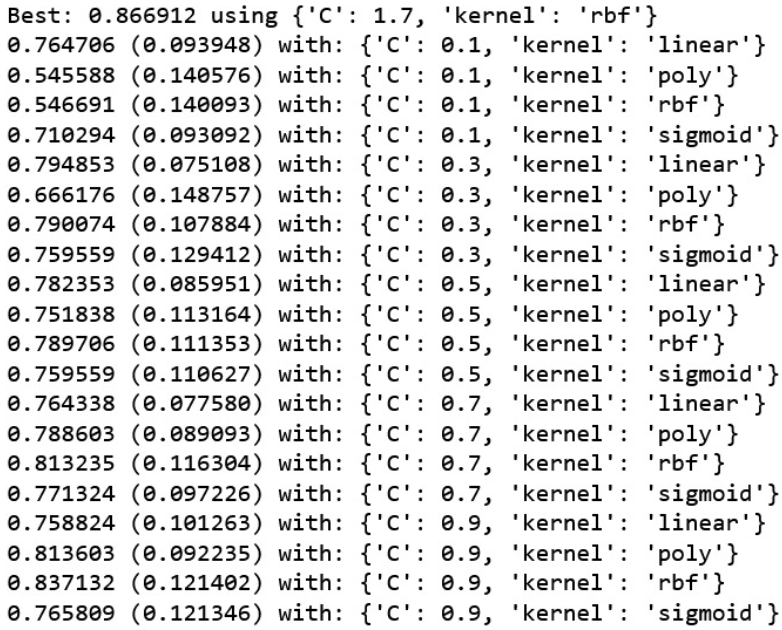 Best: 0.866912 using {'C': 1.7, 'kernel': 'rbf'}
0.764706 (0.093948) with: {'C': 0.1, 'kernel': 'linear'}
0.545588 (0.140576) with: {'C': 0.1, 'kernel': 'poly'}
0.546691 (0.140093) with: {'C': 0.1, 'kernel': 'rbf'}
0.710294 (0.093092) with: {'C': 0.1, 'kernel': 'sigmoid'}
0.794853 (0.075108) with: {'C': 0.3, 'kernel': 'linear'}
0.666176 (0.148757) with: {'C': 0.3, 'kernel': 'poly'}
0.790074 (0.107884) with: {'C': 0.3, 'kernel': 'rbf'}
0.759559 (0.129412) with: {'C': 0.3, 'kernel': 'sigmoid'}
0.782353 (0.085951) with: {'C': 0.5, 'kernel': 'linear'}
0.751838 (0.113164) with: {'C': 0.5, 'kernel': 'poly'}
0.789706 (0.111353) with: {'C': 0.5, 'kernel': 'rbf'}
0.759559 (0.110627) with: {'C': 0.5, 'kernel': 'sigmoid'}
0.764338 (0.077580) with: {'C': 0.7, 'kernel': 'linear'}
0.788603 (0.089093) with: {'C': 0.7, 'kernel': 'poly'}
0.813235 (0.116304) with: {'C': 0.7, 'kernel': 'rbf'}
0.771324 (0.097226) with: {'C': 0.7, 'kernel': 'sigmoid'}
0.758824 (0.101263) with: {'C': 0.9, 'kernel': 'linear'}
0.813603 (0.092235) with: {'C': 0.9, 'kernel': 'poly'}
0.837132 (0.121402) with: {'C': 0.9, 'kernel': 'rbf'}
0.765809 (0.121346) with: {'C': 0.9, 'kernel': 'sigmoid'}